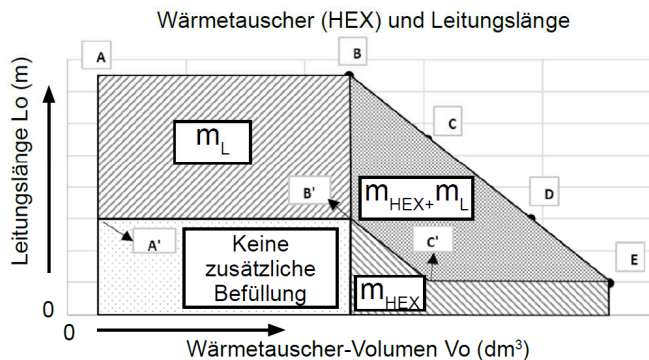 Wärmetauscher (HEX) und Leitungslänge
A
B
Leitungslänge Lo (m)
mL
C
B'
mHEX+mL
D
A'
Keine
zusätzliche
Befüllung
C'
E
mHEX
0
0
Wärmetauscher-Volumen Vo (dm³)